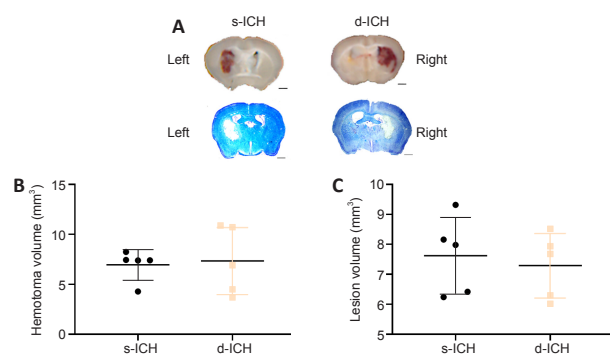 A
s-ICH
d-ICH
Left
Right
Left
Right
B
Hemotoma volume (mm3)
15
10
5
0
s-ICH
d-ICH
C
Lesion volume (mm3)
10
9
8
7
6
5
s-ICH
d-ICH